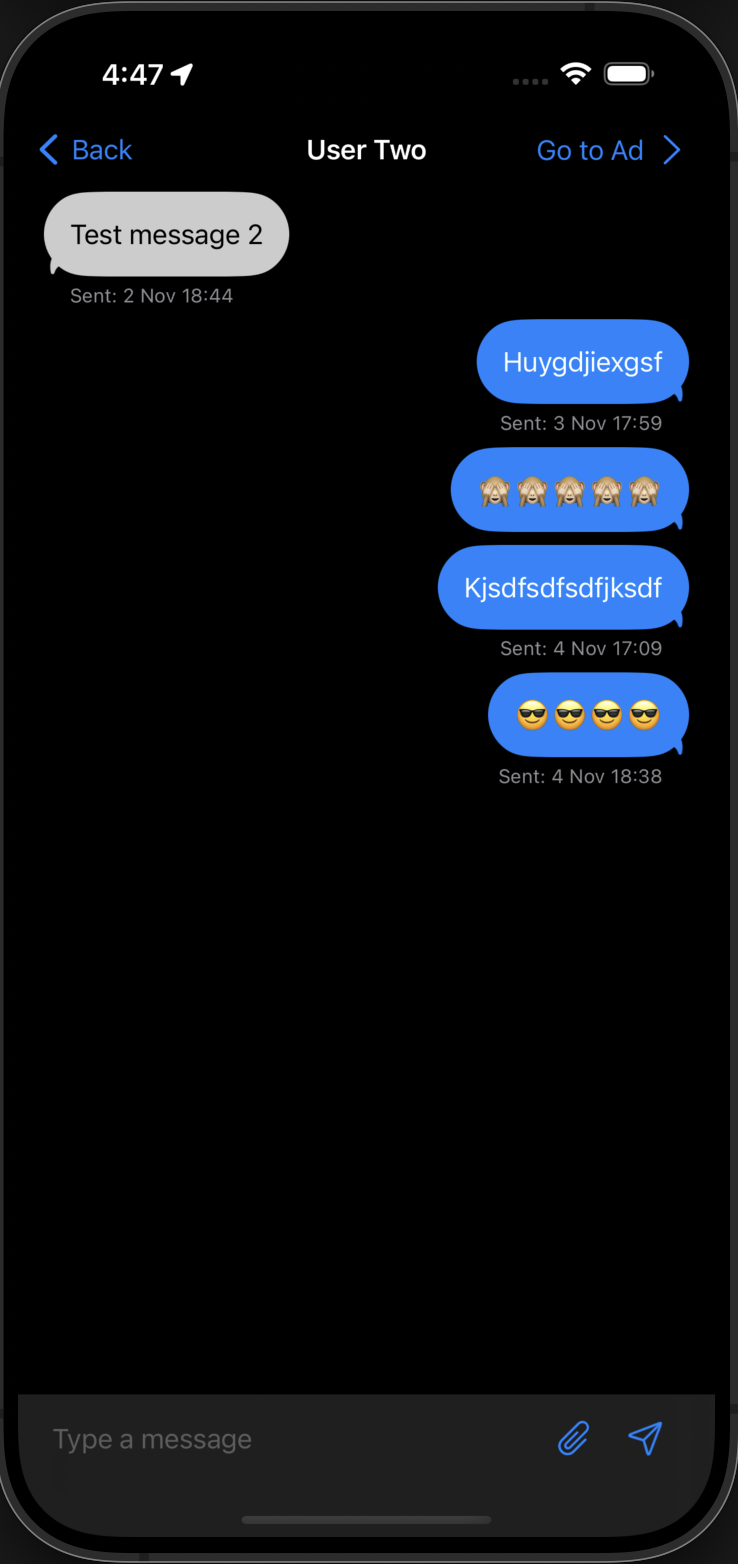 4:47
Back User Two Go to Ad
Test message 2
Sent: 2 Nov 18:44
Huygdjiexgsf
Sent: 3 Nov 17:59
🙈🙈🙈🙈🙈
Kjsdfsdfsdfjksdf
Sent: 4 Nov 17:09
😎😎😎😎
Sent: 4 Nov 18:38
Type a message